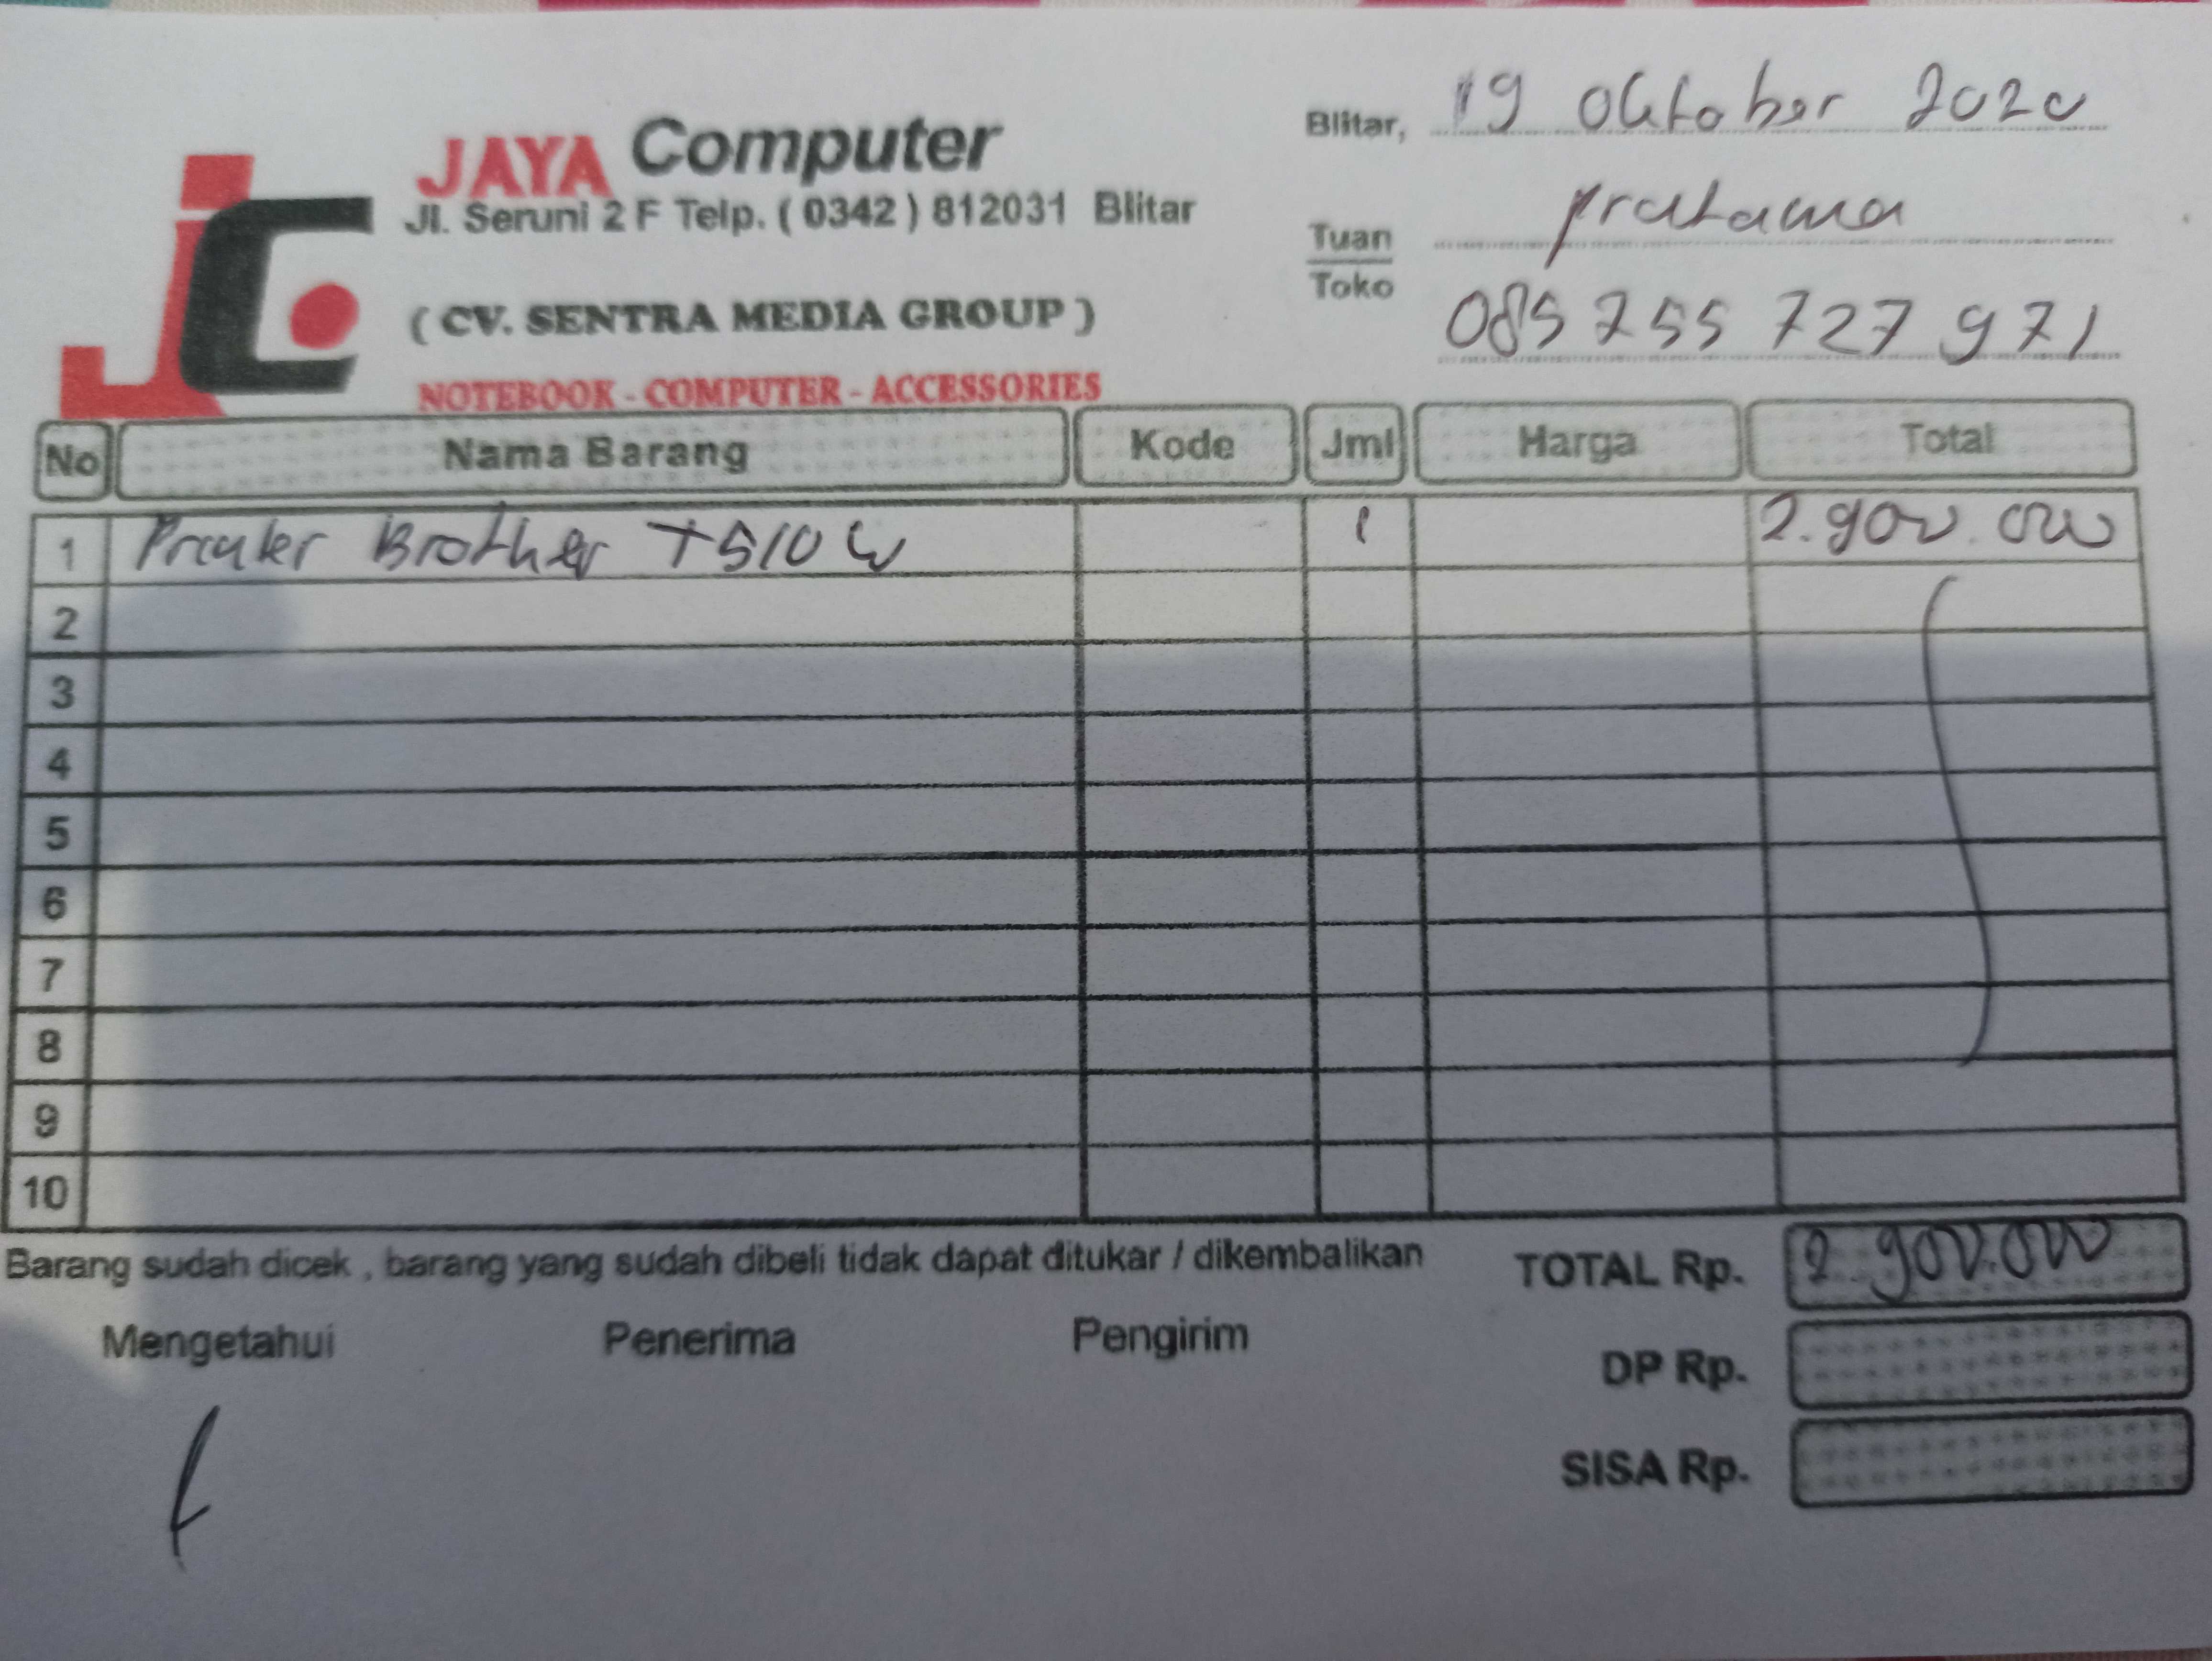 JC
JAYA Computer
Jl. Seruni 2 F Telp. ( 0342 ) 812031 Blitar
( CV. SENTRA MEDIA GROUP )
NOTEBOOK - COMPUTER - ACCESSORIES
Blitar, 19 Oktober 2020
Tuan
Toko
pratama
085 755 727 971
No Nama Barang Kode Jml Harga Total
1 Printer Brother T510 W 1 2.900.000
2
3
4
5
6
7
8
9
10
Barang sudah dicek , barang yang sudah dibeli tidak dapat ditukar / dikembalikan
TOTAL Rp. 2.900.000
Mengetahui Penerima Pengirim
DP Rp.
SISA Rp.